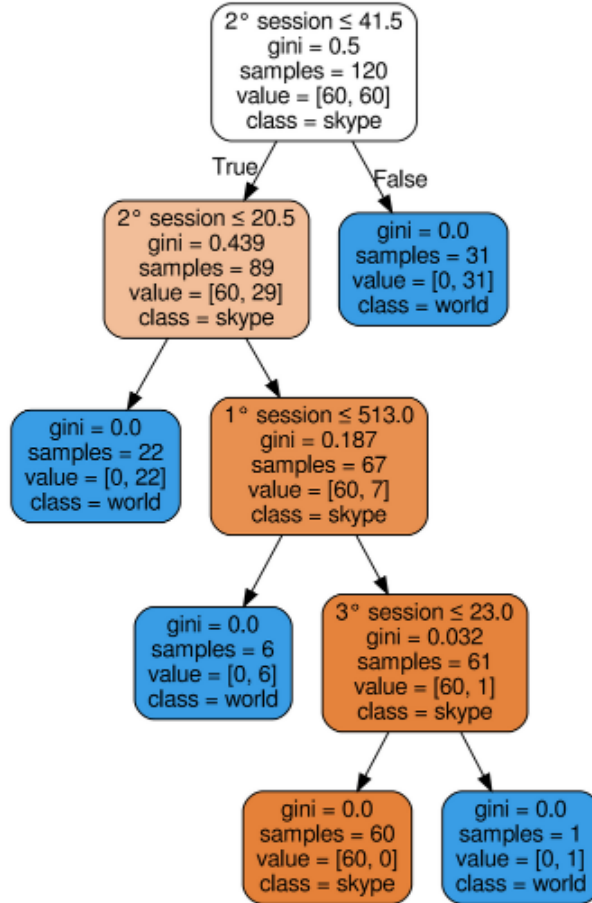 2° session ≤ 41.5
gini = 0.5
samples = 120
value = [60, 60]
class = skype
True
False
2° session ≤ 20.5
gini = 0.439
samples = 89
value = [60, 29]
class = skype
gini = 0.0
samples = 31
value = [0, 31]
class = world
gini = 0.0
samples = 22
value = [0, 22]
class = world
1° session ≤ 513.0
gini = 0.187
samples = 67
value = [60, 7]
class = skype
gini = 0.0
samples = 6
value = [0, 6]
class = world
3° session ≤ 23.0
gini = 0.032
samples = 61
value = [60, 1]
class = skype
gini = 0.0
samples = 60
value = [60, 0]
class = skype
gini = 0.0
samples = 1
value = [0, 1]
class = world